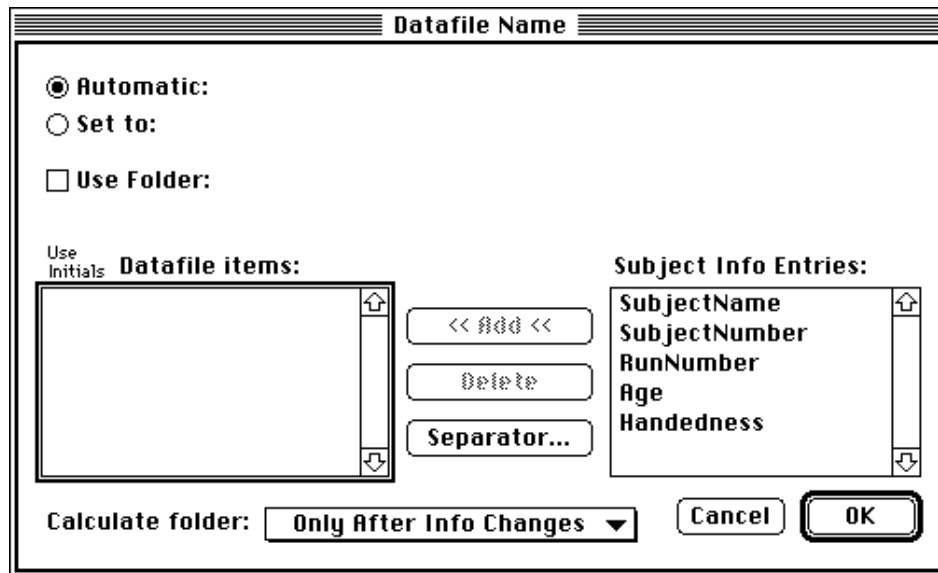 Datafile Name
Automatic:
Set to:
Use Folder:
Use
Initials
Datafile items:
Subject Info Entries:
<< Add <<
Delete
Separator...
SubjectName
SubjectNumber
RunNumber
Age
Handedness
Calculate folder:
Only After Info Changes
Cancel
OK